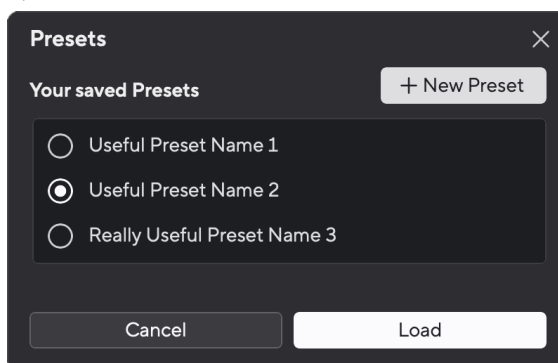 Presets
Your saved Presets
+ New Preset
Useful Preset Name 1
Useful Preset Name 2
Really Useful Preset Name 3
Cancel
Load